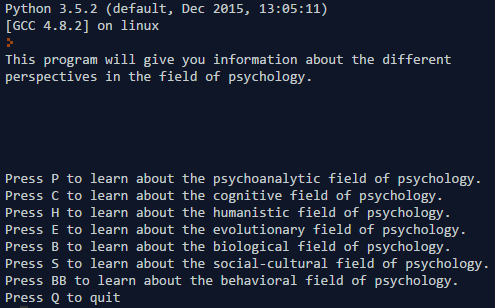 Python 3.5.2 (default, Dec 2015, 13:05:11)
[GCC 4.8.2] on linux
This program will give you information about the different
perspectives in the field of psychology.
Press P to learn about the psychoanalytic field of psychology.
Press C to learn about the cognitive field of psychology.
Press H to learn about the humanistic field of psychology.
Press E to learn about the evolutionary field of psychology.
Press B to learn about the biological field of psychology.
Press S to learn about the social-cultural field of psychology.
Press BB to learn about the behavioral field of psychology.
Press Q to quit